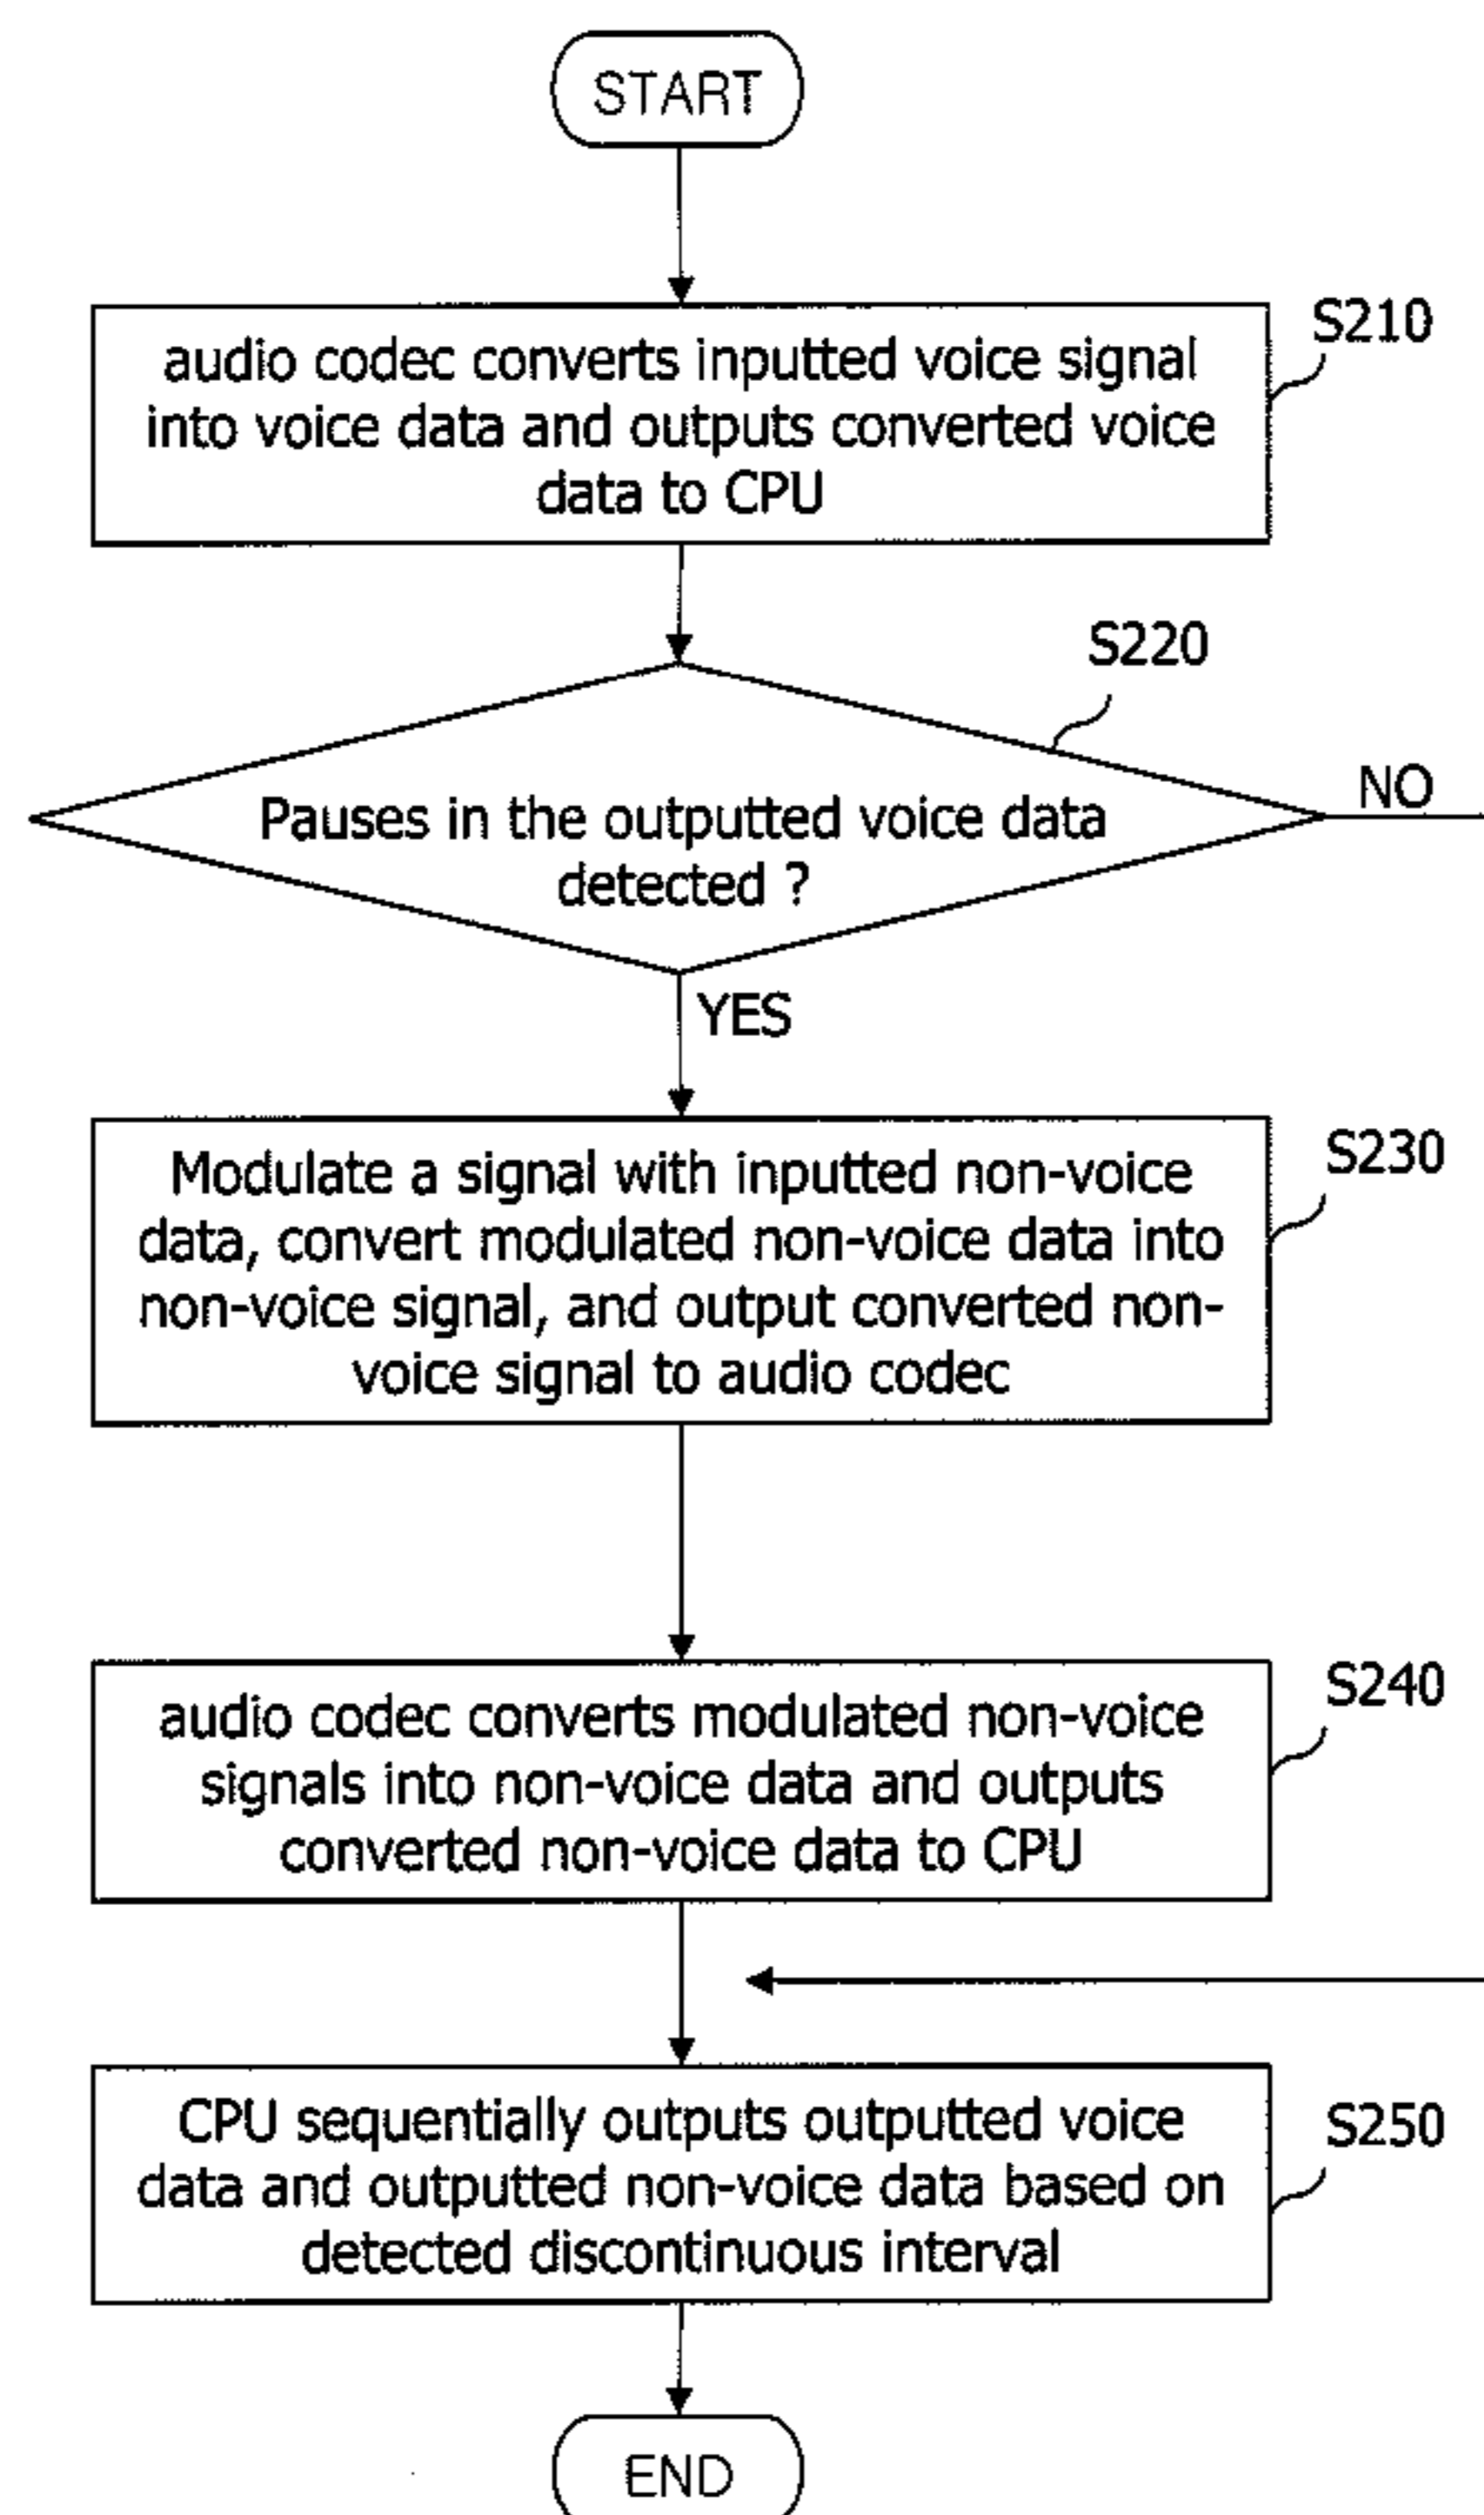 START
S210
audio codec converts inputted voice signal
into voice data and outputs converted voice
data to CPU
S220
NO
Pauses in the outputted voice data
detected ?
YES
S230
Modulate a signal with inputted non-voice
data, convert modulated non-voice data into
non-voice signal, and output converted non-
voice signal to audio codec
S240
audio codec converts modulated non-voice
signals into non-voice data and outputs
converted non-voice data to CPU
S250
CPU sequentially outputs outputted voice
data and outputted non-voice data based on
detected discontinuous interval
END